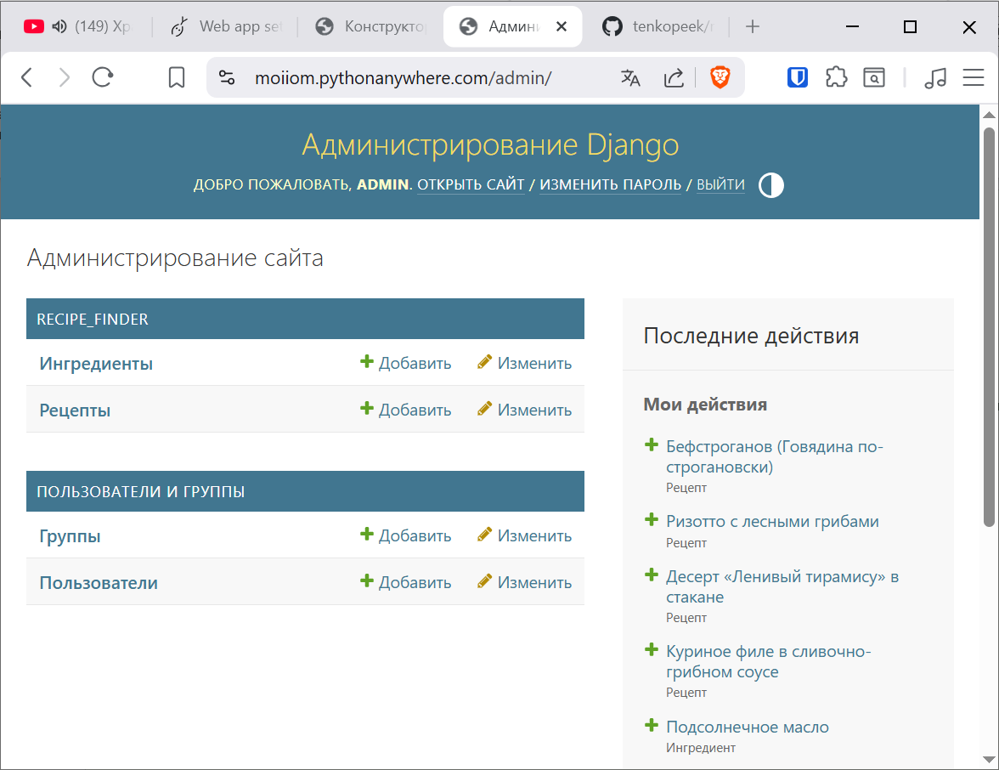 (149) Хр
Web app se
Конструкто
Админ
tenkopeek/
moiiom.pythonanywhere.com/admin/
Администрирование Django
ДОБРО ПОЖАЛОВАТЬ, ADMIN. ОТКРЫТЬ САЙТ / ИЗМЕНИТЬ ПАРОЛЬ / ВЫЙТИ
Администрирование сайта
RECIPE_FINDER
Ингредиенты Добавить Изменить
Рецепты Добавить Изменить
ПОЛЬЗОВАТЕЛИ И ГРУППЫ
Группы Добавить Изменить
Пользователи Добавить Изменить
Последние действия
Мои действия
Бефстроганов (Говядина по-
строгановски)
Рецепт
Ризотто с лесными грибами
Рецепт
Десерт «Ленивый тирамису» в
стакане
Рецепт
Куриное филе в сливочно-
грибном соусе
Рецепт
Подсолнечное масло
Ингредиент